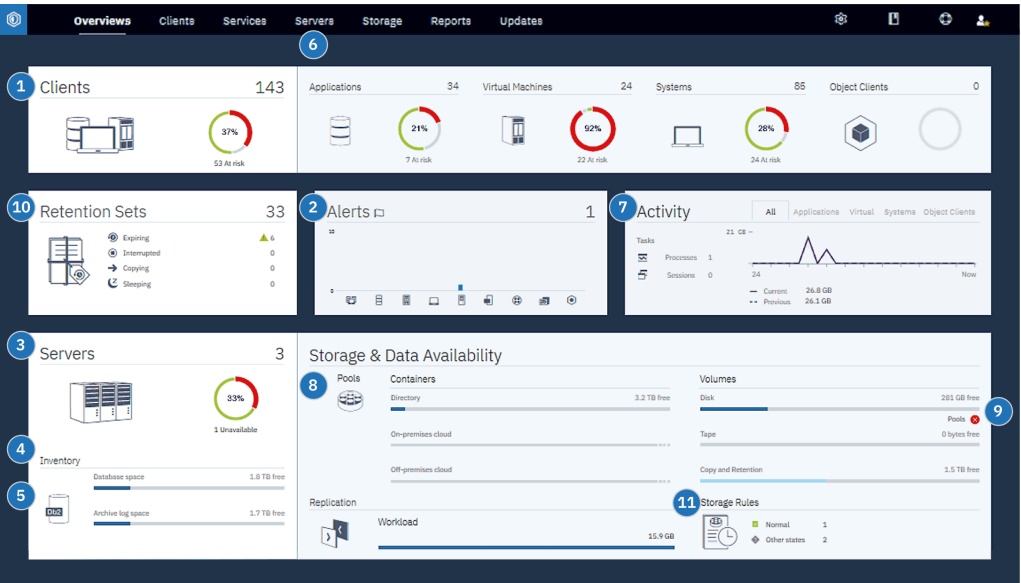 Overviews Clients Services Servers Storage Reports Updates
6
1 Clients 143
37%
53 At risk
Applications 34
21%
7 At risk
Virtual Machines 24
92%
22 At risk
Systems 85
28%
24 At risk
Object Clients 0
10 Retention Sets 33
Expiring 6
Interrupted 0
Copying 0
Sleeping 0
2 Alerts 1
10
0
7 Activity
All Applications Virtual Systems Object Clients
Tasks
Processes 1
Sessions 0
21 GB
24 Now
Current 26.8 GB
Previous 26.1 GB
3 Servers 3
33%
1 Unavailable
4
Inventory
5
Db2
Database space 1.8 TB free
Archive log space 1.7 TB free
Storage & Data Availability
8 Pools
Containers
Directory 3.2 TB free
On-premises cloud
Off-premises cloud
Volumes
Disk 281 GB free
Pools 9
Tape 0 bytes free
Copy and Retention 1.5 TB free
Replication
Workload
15.9 GB
11 Storage Rules
Normal 1
Other states 2